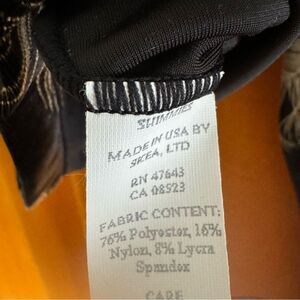 SHIMMIES
MADE IN USA BY
SKEA, LTD
RN 47643
CA 08523
FABRIC CONTENT:
76% Polyester, 16%
Nylon, 8% Lycra
Spandex
CARE